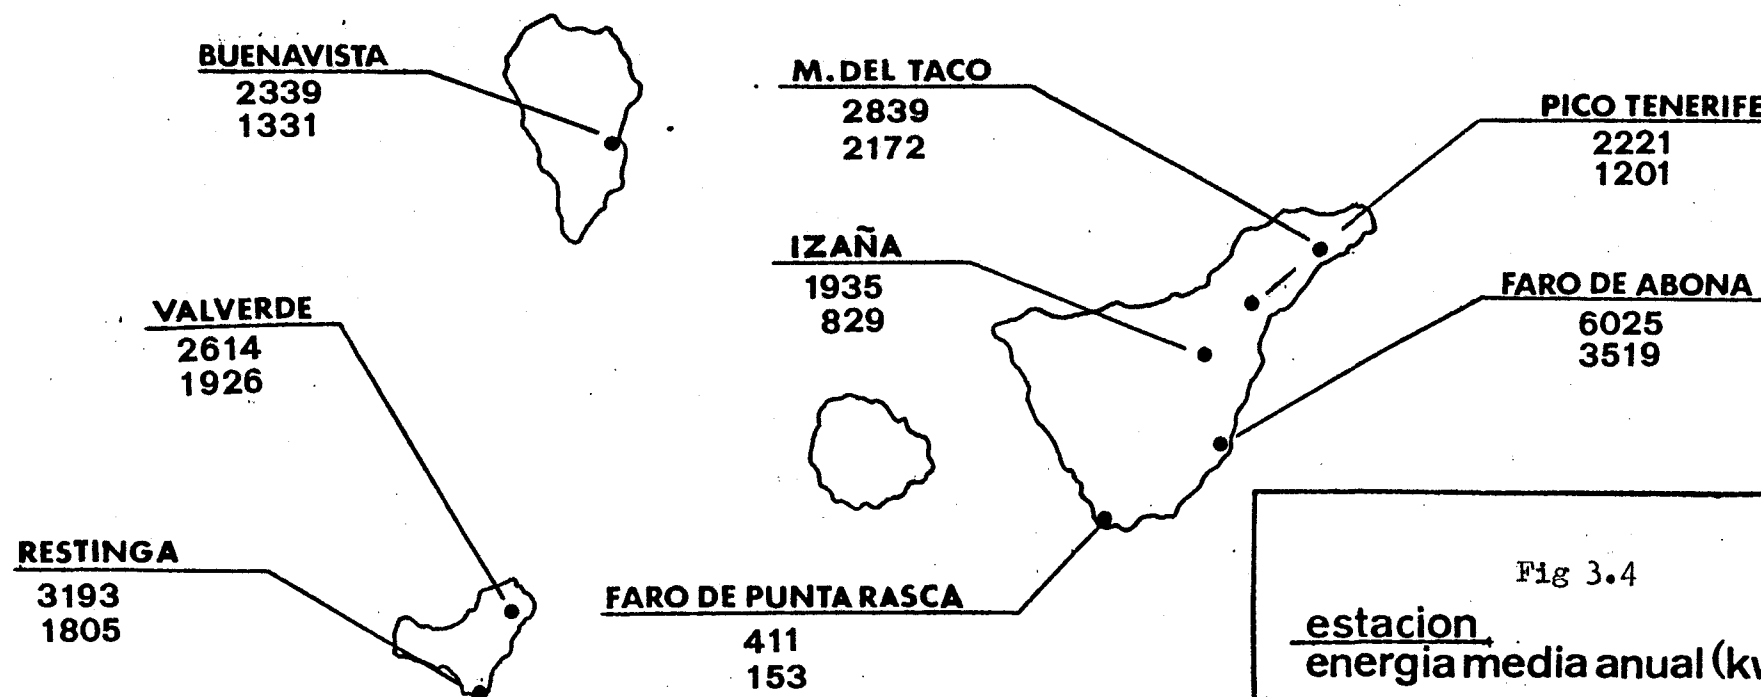 BUENAVISTA
2339
1331
M.DEL TACO
2839
2172
PICO TENERIFE
2221
1201
IZAÑA
1935
829
FARO DE ABONA
6025
3519
VALVERDE
2614
1926
RESTINGA
3193
1805
FARO DE PUNTA RASCA
411
153
Fig 3.4
estacion
energia media anual (kw